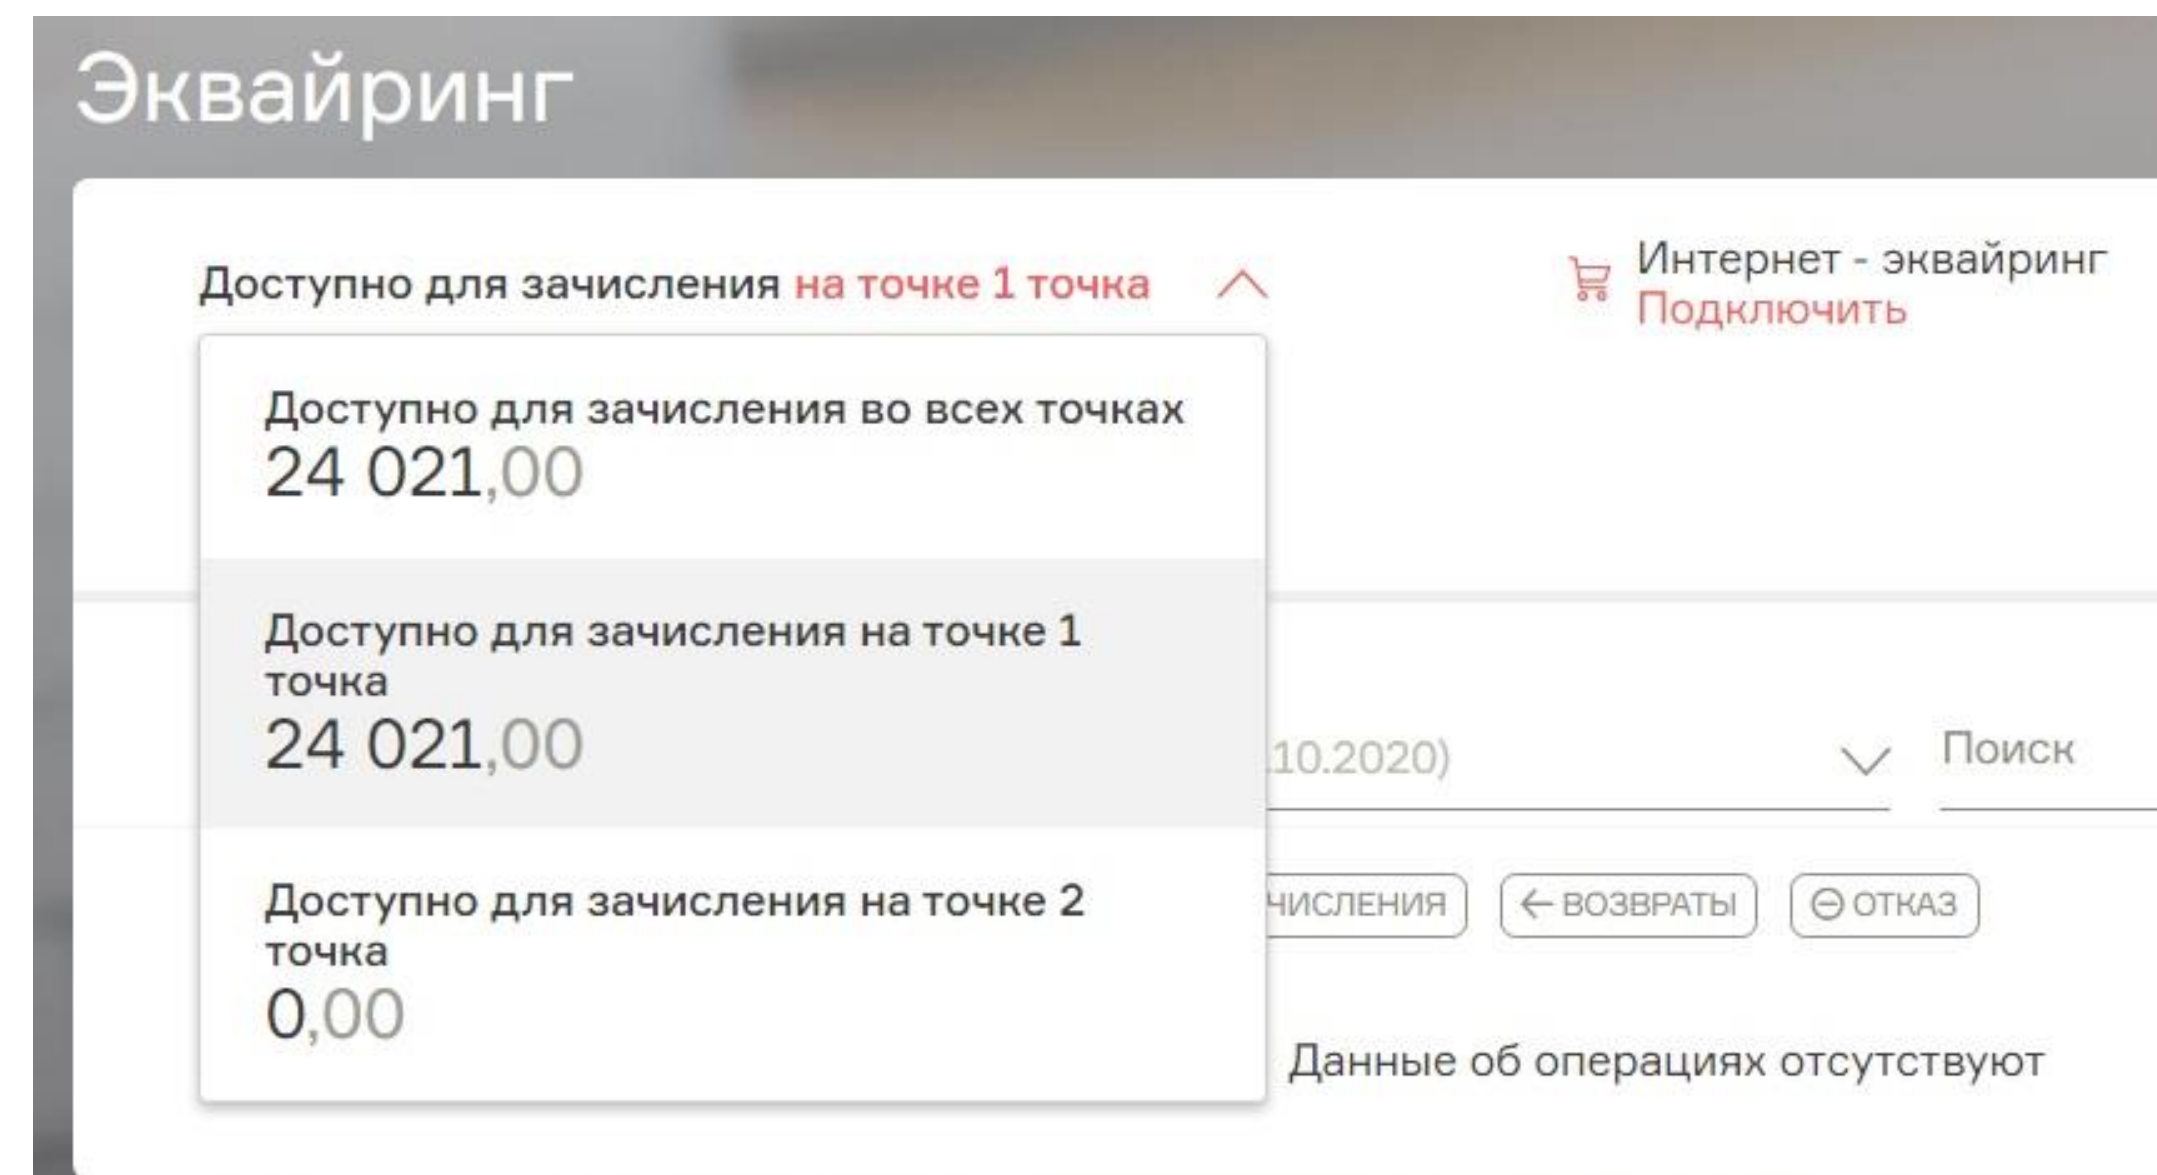 Эквайринг
Доступно для зачисления на точке 1 точка
Интернет - эквайринг
Подключить
Доступно для зачисления во всех точках
24 021,00
Доступно для зачисления на точке 1
точка
24 021,00
.10.2020)
Поиск
Доступно для зачисления на точке 2
точка
0,00
ЧИСЛЕНИЯ
ВОЗВРАТЫ
ОТКАЗ
Данные об операциях отсутствуют